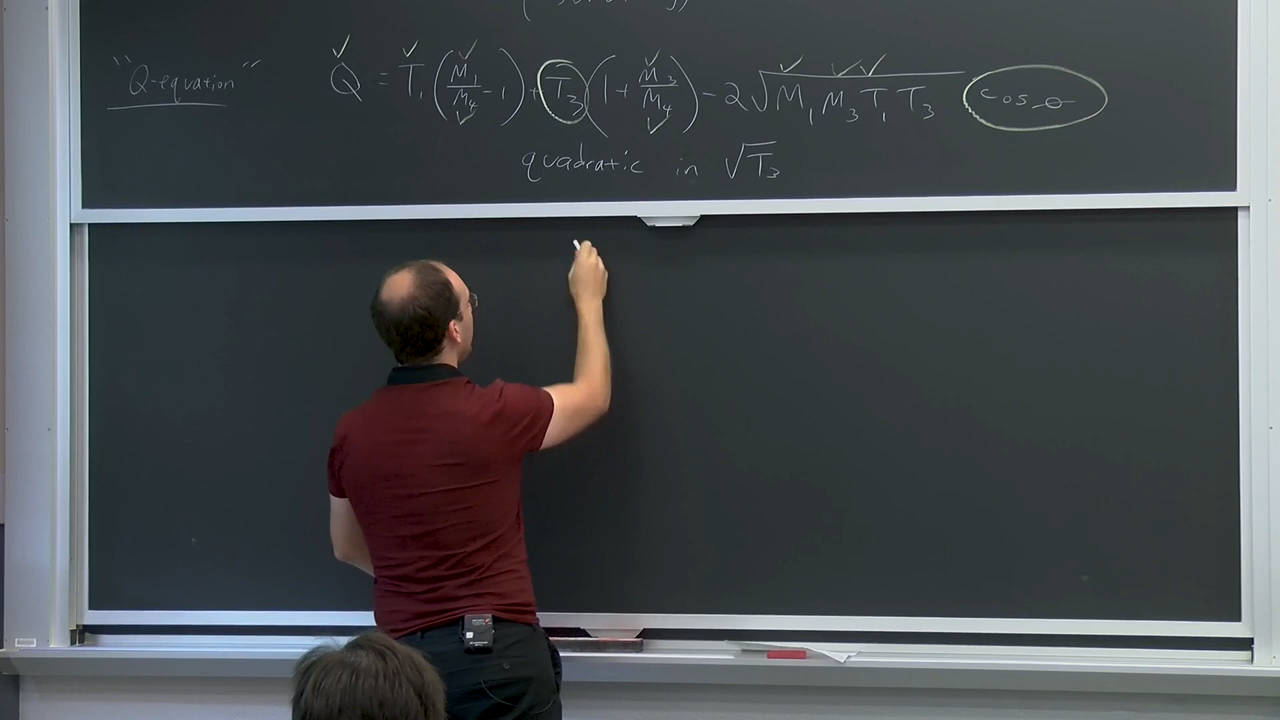 "Q-equation" Q = T₁(M₁/M₄ - 1) + T₃(1 + M₃/M₄) - 2√(M₁M₃T₁T₃) cos θ
quadratic in √T₃